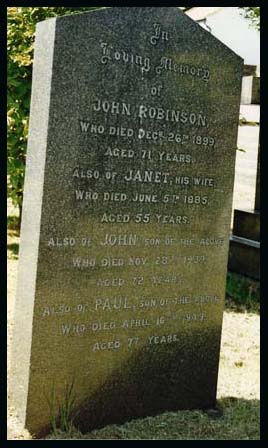 In
Loving Memory
of
JOHN ROBINSON,
WHO DIED DECR. 26TH 1899,
AGED 71 YEARS.
ALSO OF JANET, HIS WIFE,
WHO DIED JUNE 5TH 1885,
AGED 55 YEARS.
ALSO OF JOHN, SON OF THE ABOVE
WHO DIED NOV. 28TH
AGED 72 YEARS.
ALSO OF PAUL, SON OF THE ABOVE
WHO DIED APRIL 16TH 1949,
AGED 77 YEARS.